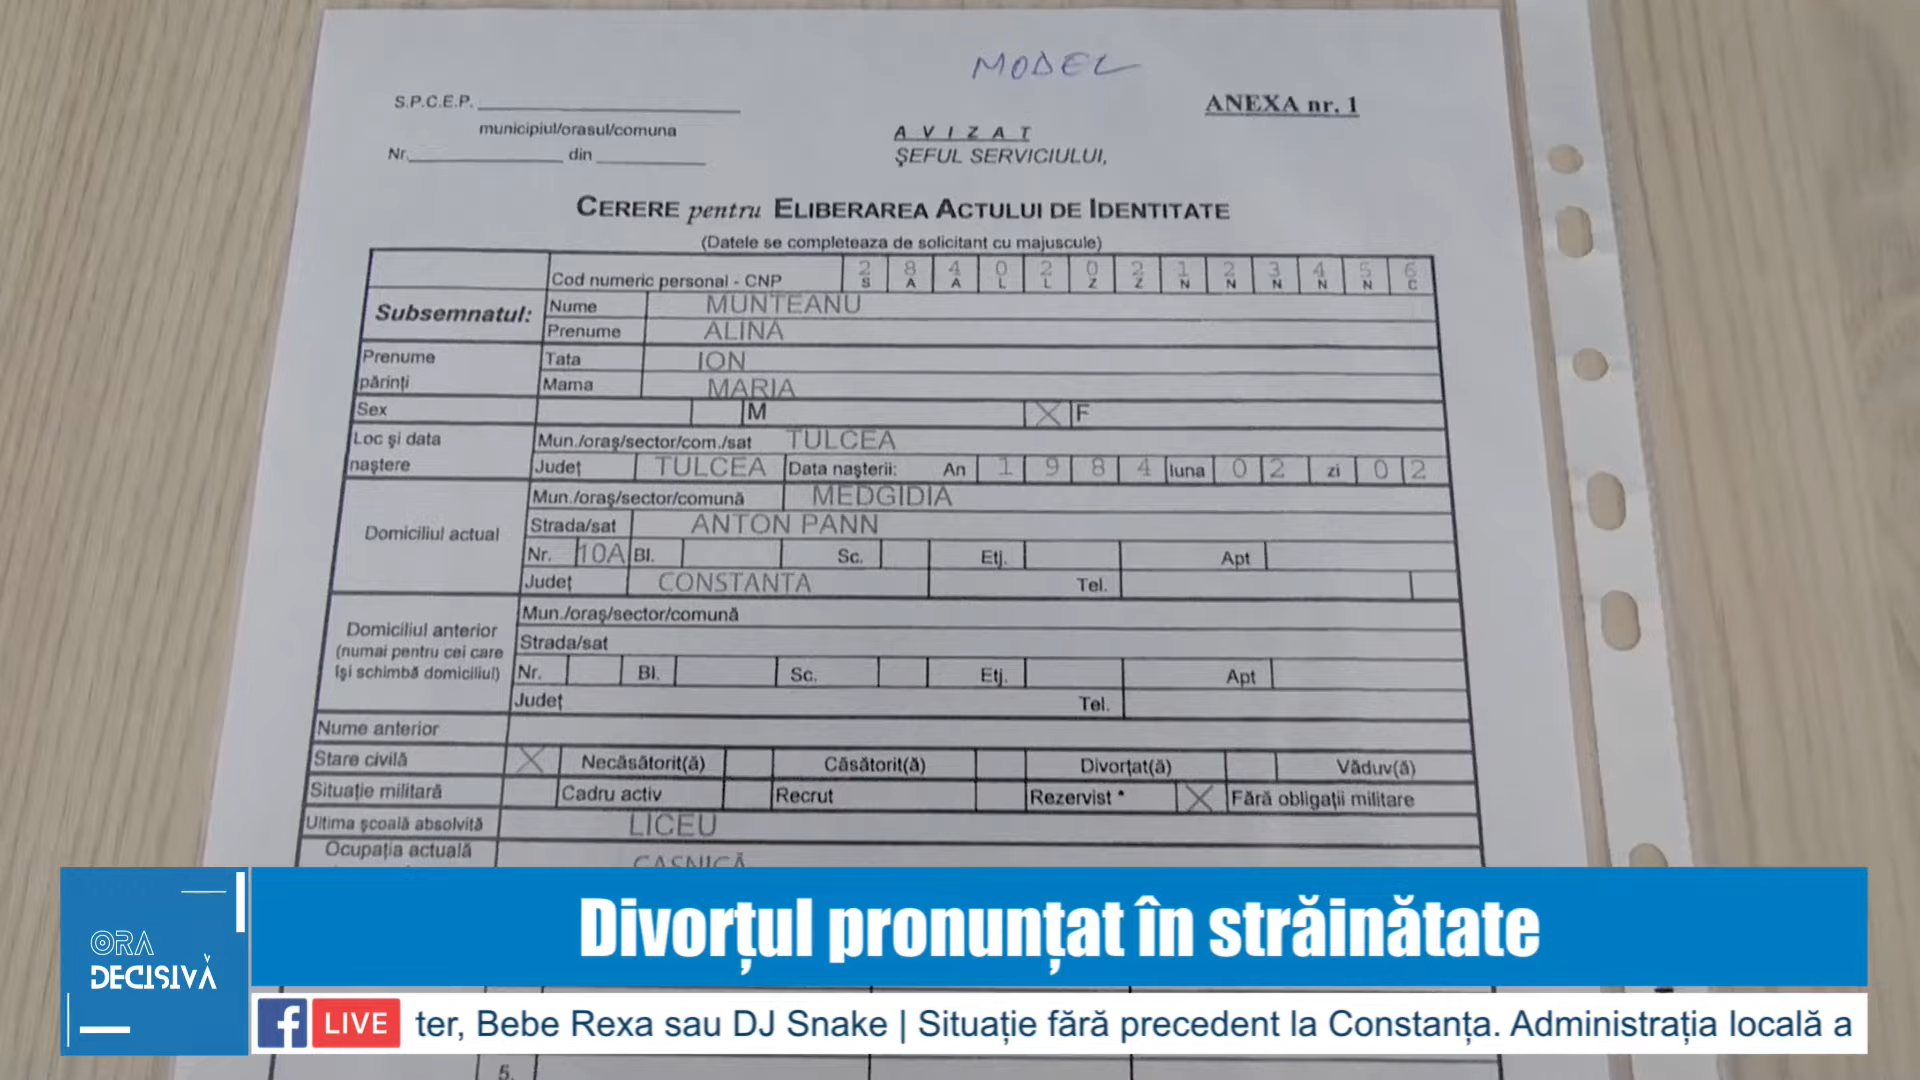 MODEL
S.P.C.E.P.
ANEXA nr. 1
municipiul/orasul/comuna
AVIZAT
Nr. din
ŞEFUL SERVICIULUI,
CERERE pentru ELIBERAREA ACTULUI DE IDENTITATE
(Datele se completeaza de solicitant cu majuscule)
Cod numeric personal - CNP 2 8 4 0 2 0 2 1 2 3 4 5 6
S A A L L Z Z N N N N N C
Subsemnatul:
Nume MUNTEANU
Prenume ALINA
Prenume părinţi
Tata ION
Mama MARIA
Sex M X F
Loc şi data naştere
Mun./oraş/sector/com./sat TULCEA
Judeţ TULCEA Data naşterii: An 1 9 8 4 luna 0 2 zi 0 2
Domiciliul actual
Mun./oraş/sector/comună MEDGIDIA
Strada/sat ANTON PANN
Nr. 10A Bl. Sc. Etj. Apt
Judeţ CONSTANTA Tel.
Domiciliul anterior
(numai pentru cei care
îşi schimbă domiciliul)
Mun./oraş/sector/comună
Strada/sat
Nr. Bl. Sc. Etj. Apt
Judeţ Tel.
Nume anterior
Stare civilă X Necăsătorit(ă) Căsătorit(ă) Divorţat(ă) Văduv(ă)
Situaţie militară Cadru activ Recrut Rezervist * X Fără obligaţii militare
Ultima şcoală absolvită LICEU
Ocupaţia actuală CASNICĂ
Divorțul pronunțat în străinătate
ORA
DECISIVĂ
f LIVE ter, Bebe Rexa sau DJ Snake | Situație fără precedent la Constanța. Administrația locală a
5.